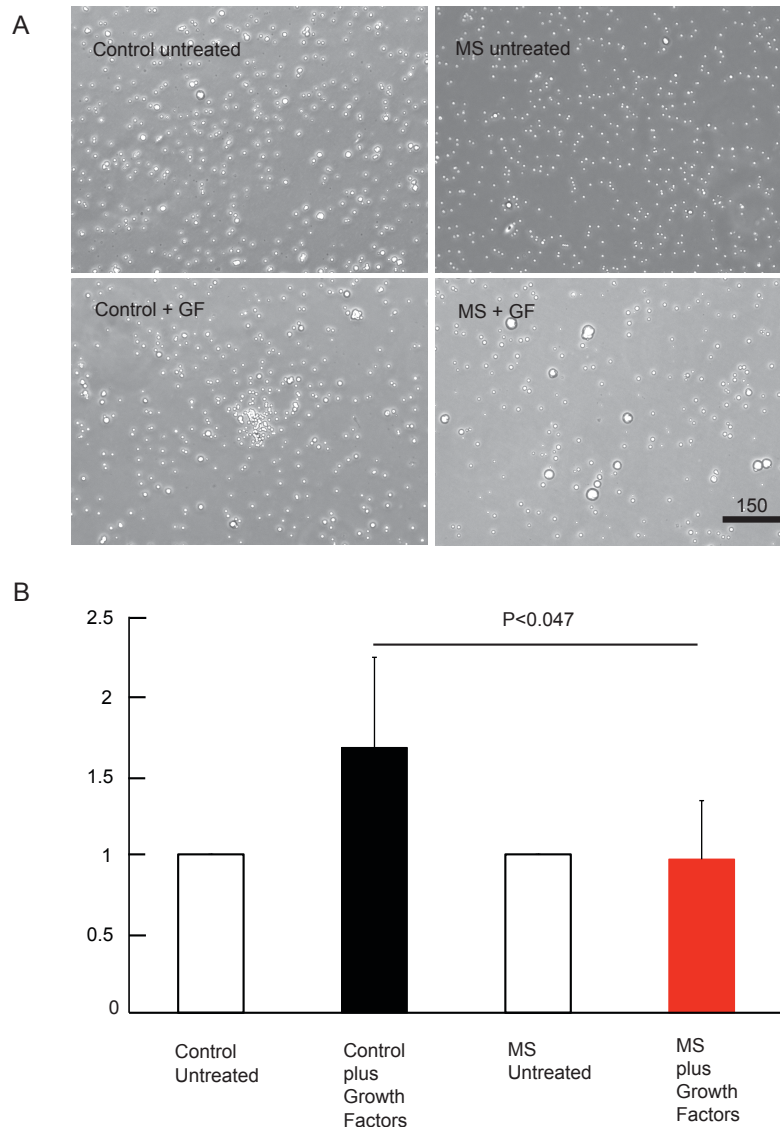 A
Control untreated
MS untreated
Control + GF
MS + GF
150
B
P<0.047
2.5
2
1.5
1
0.5
0
Control
Untreated
Control
plus
Growth
Factors
MS
Untreated
MS
plus
Growth
Factors